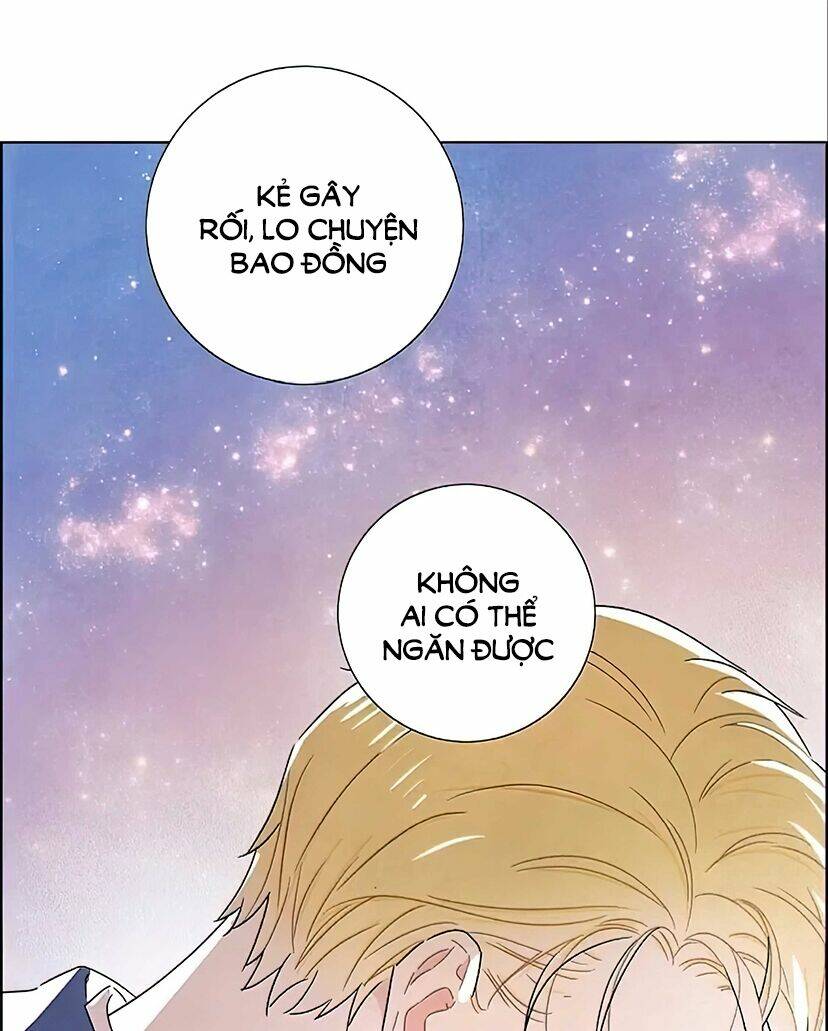 KẺ GÂY
RỐI, LO CHUYỆN
BAO ĐỒNG
KHÔNG
AI CÓ THỂ
NGĂN ĐƯỢC